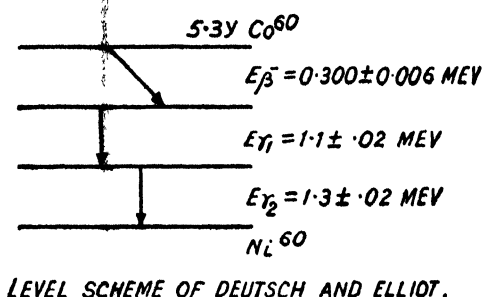 5.3Y Co⁶⁰
Eβ⁻ = 0.300 ± 0.006 MEV
Eγ₁ = 1.1 ± .02 MEV
Eγ₂ = 1.3 ± .02 MEV
Ni⁶⁰
LEVEL SCHEME OF DEUTSCH AND ELLIOT.